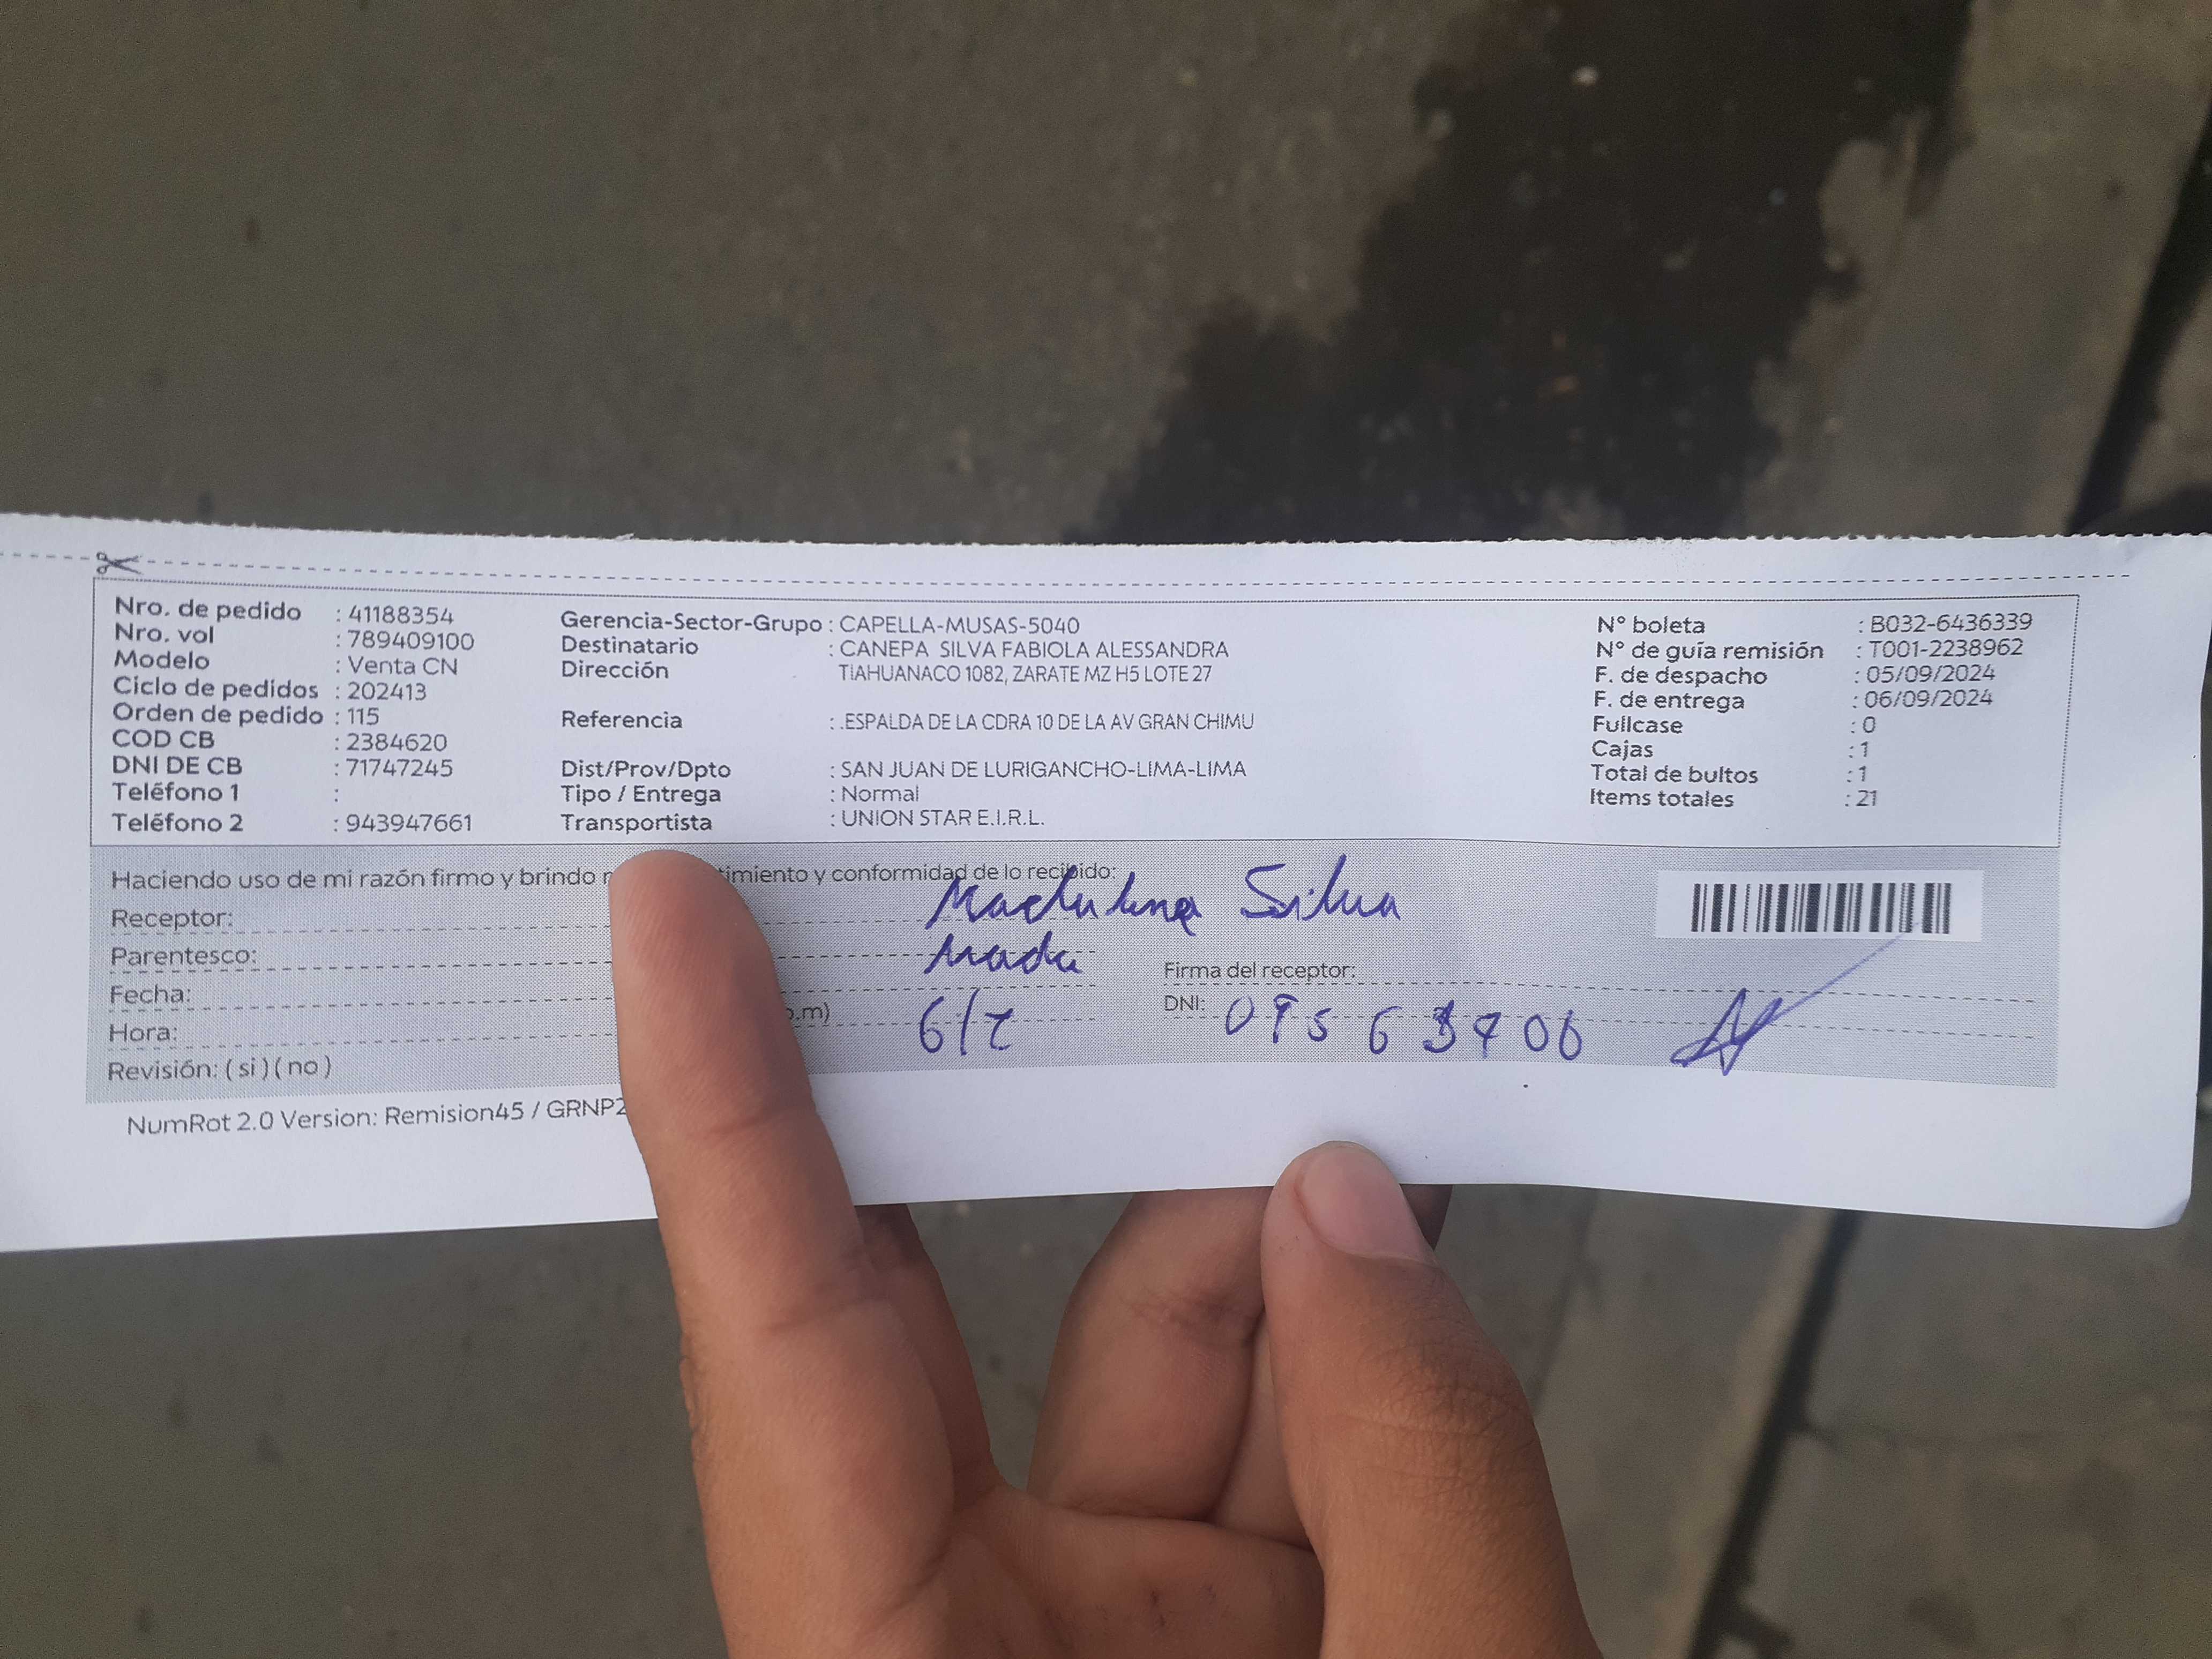 Nro. de pedido : 41188354
Nro. vol : 789409100
Modelo : Venta CN
Ciclo de pedidos : 202413
Orden de pedido : 115
COD CB : 2384620
DNI DE CB : 71747245
Teléfono 1 :
Teléfono 2 : 943947661
Gerencia-Sector-Grupo : CAPELLA-MUSAS-5040
Destinatario : CANEPA SILVA FABIOLA ALESSANDRA
Dirección TIAHUANACO 1082, ZARATE MZ H5 LOTE 27
Referencia : .ESPALDA DE LA CDRA 10 DE LA AV GRAN CHIMU
Dist/Prov/Dpto : SAN JUAN DE LURIGANCHO-LIMA-LIMA
Tipo / Entrega : Normal
Transportista : UNION STAR E.I.R.L.
N° boleta : B032-6436339
N° de guía remisión : T001-2238962
F. de despacho : 05/09/2024
F. de entrega : 06/09/2024
Fullcase : 0
Cajas : 1
Total de bultos : 1
Items totales : 21
Haciendo uso de mi razón firmo y brindo y conformidad de lo recibido:
Receptor: Silva
Parentesco:
Firma del receptor:
Fecha:
DNI:
Hora: .m)
Revisión: ( si ) ( no )
NumRot 2.0 Version: Remision45 / GRNP2